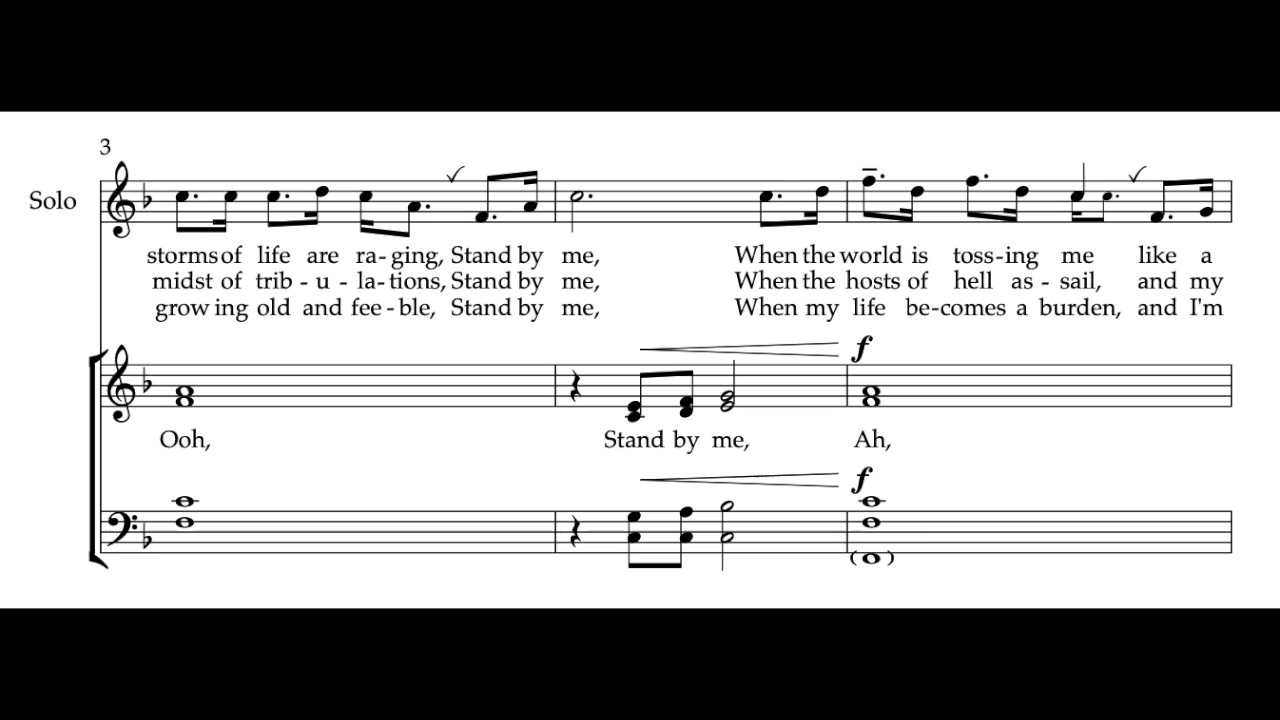 3
Solo
storms of life are ra - ging, Stand by me, When the world is toss - ing me like a
midst of trib - u - la - tions, Stand by me, When the hosts of hell as - sail, and my
grow ing old and fee - ble, Stand by me, When my life be - comes a burden, and I'm
f
Ooh, Stand by me, Ah,
f
( )